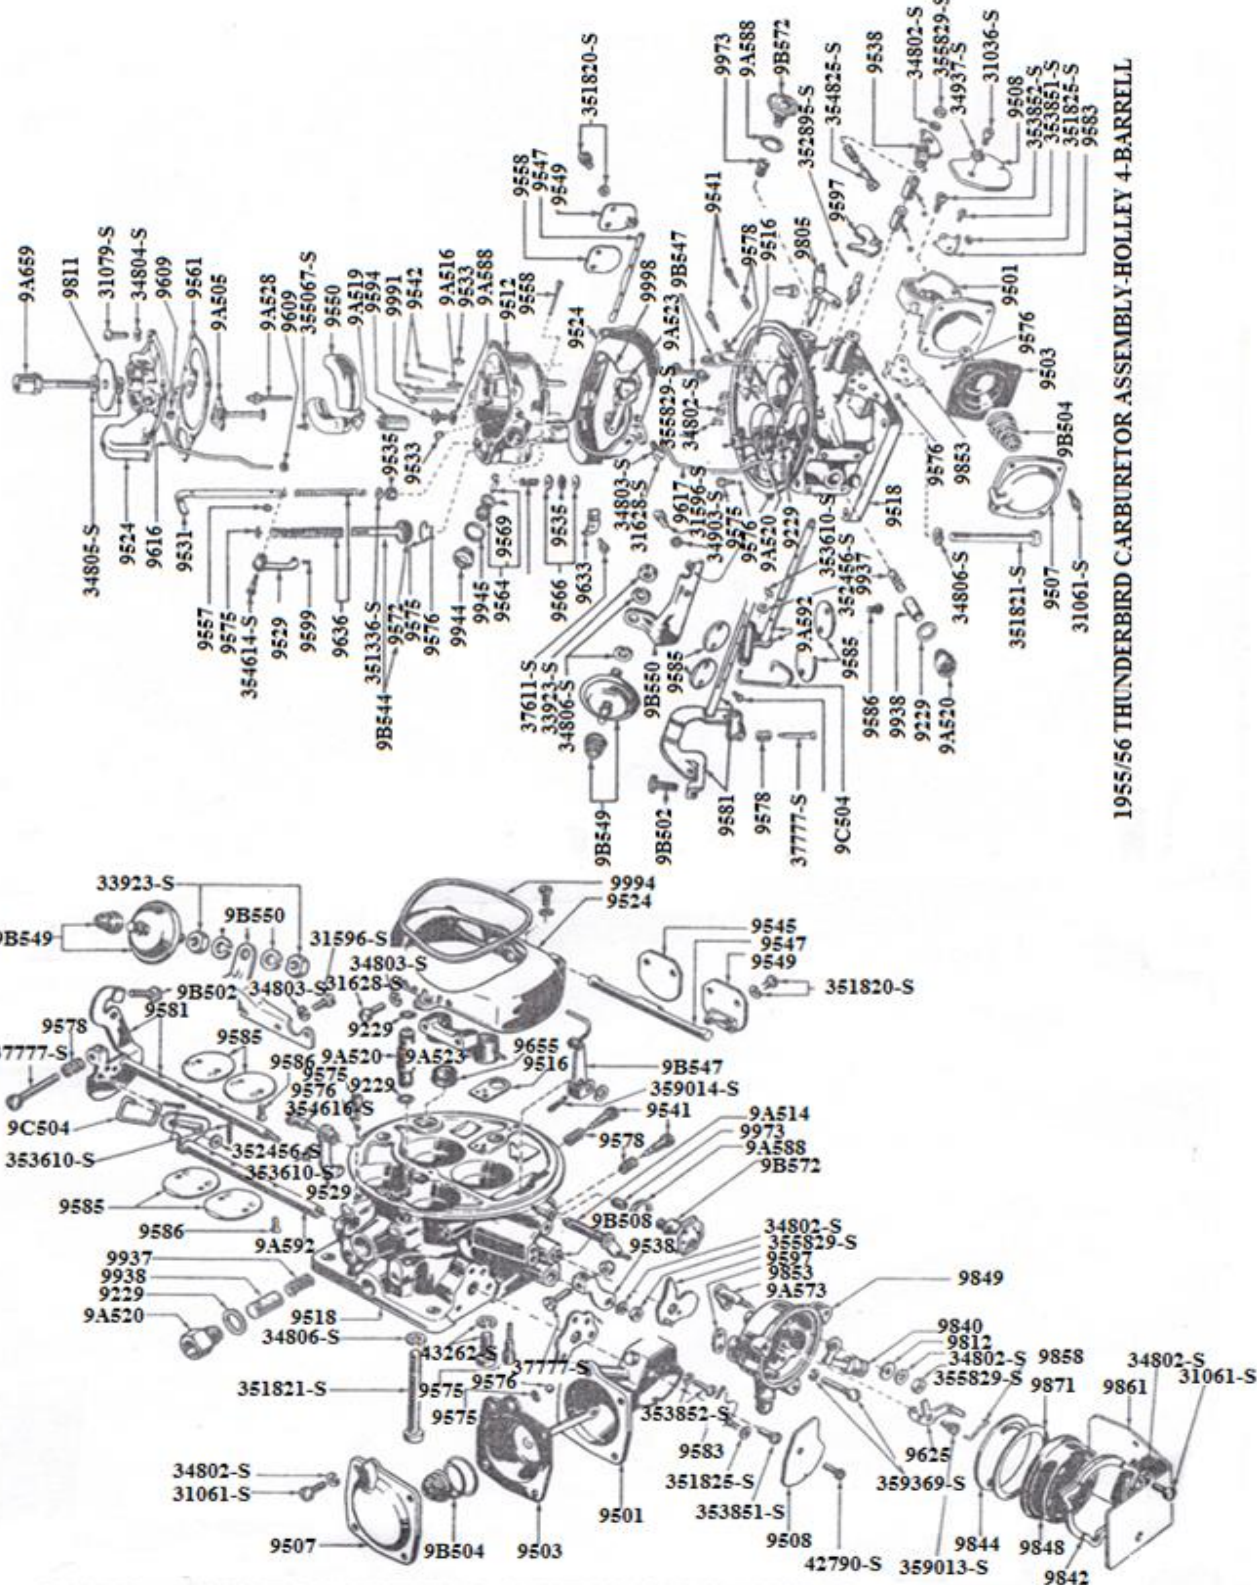 1955/56 THUNDERBIRD CARBURETOR ASSEMBLY-HOLLEY 4-BARRELL
9A659
9811
31079-S
34804-S
9609
9561
9A505
9A528
9609
355067-S
9550
9A519
9594
9991
9542
9A516
9533
9A588
9512
9558
9524
9998
351820-S
9558
9547
9549
34805-S
9524
9616
9531
9557
9575
354614-S
9529
9599
9636
351336-S
9572
9B544
9575
9576
9535
9533
9944
9945
9564
9569
9535
9566
9633
37611-S
33923-S
34806-S
9B549
9B550
9B502
9585
9581
9578
37777-S
9C504
9585
9A592
9586
9938
9229
9A520
9937
352456-S
353610-S
9229
9A520
9576
9575
34903-S
31596-S
9617
31628-S
34803-S
34802-S
355829-S
9A523
9B547
9541
9578
9516
9973
9A588
9B572
352895-S
354825-S
9805
9597
9538
34802-S
355829-S
34937-S
31036-S
9508
353852-S
353851-S
351825-S
9583
9501
9576
9503
9B504
9853
9576
9518
34806-S
351821-S
9507
31061-S
33923-S
9B549
9B550
31596-S
34803-S
31628-S
34803-S
9B502
9581
9578
37777-S
9585
9586
9575
9576
354616-S
9C504
353610-S
352456-S
353610-S
9529
9585
9586
9A592
9937
9938
9229
9A520
9518
34806-S
351821-S
43262-S
9575
9576
9575
37777-S
34802-S
31061-S
9507
9B504
9503
9501
9994
9524
9545
9547
9549
351820-S
9229
9A520
9A523
9229
9655
9516
9B547
359014-S
9541
9578
9A514
9973
9A588
9B572
9B508
9538
34802-S
355829-S
9597
9853
9A573
9849
9840
9812
34802-S
355829-S
9858
9871
9861
34802-S
31061-S
353852-S
9583
351825-S
353851-S
9508
42790-S
9625
359369-S
359013-S
9844
9848
9842